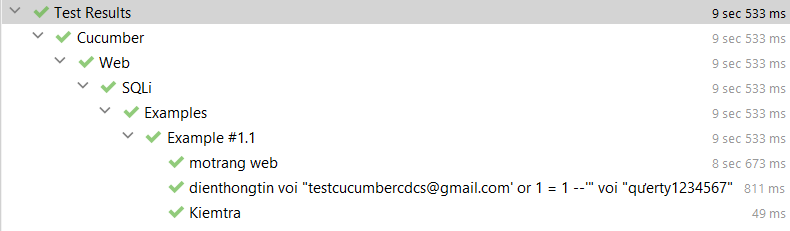 Test Results 9 sec 533 ms
Cucumber 9 sec 533 ms
Web 9 sec 533 ms
SQLi 9 sec 533 ms
Examples 9 sec 533 ms
Example #1.1 9 sec 533 ms
motrang web 8 sec 673 ms
dienthongtin voi "testcucumbercdcs@gmail.com' or 1 = 1 --'" voi "qưerty1234567" 811 ms
Kiemtra 49 ms